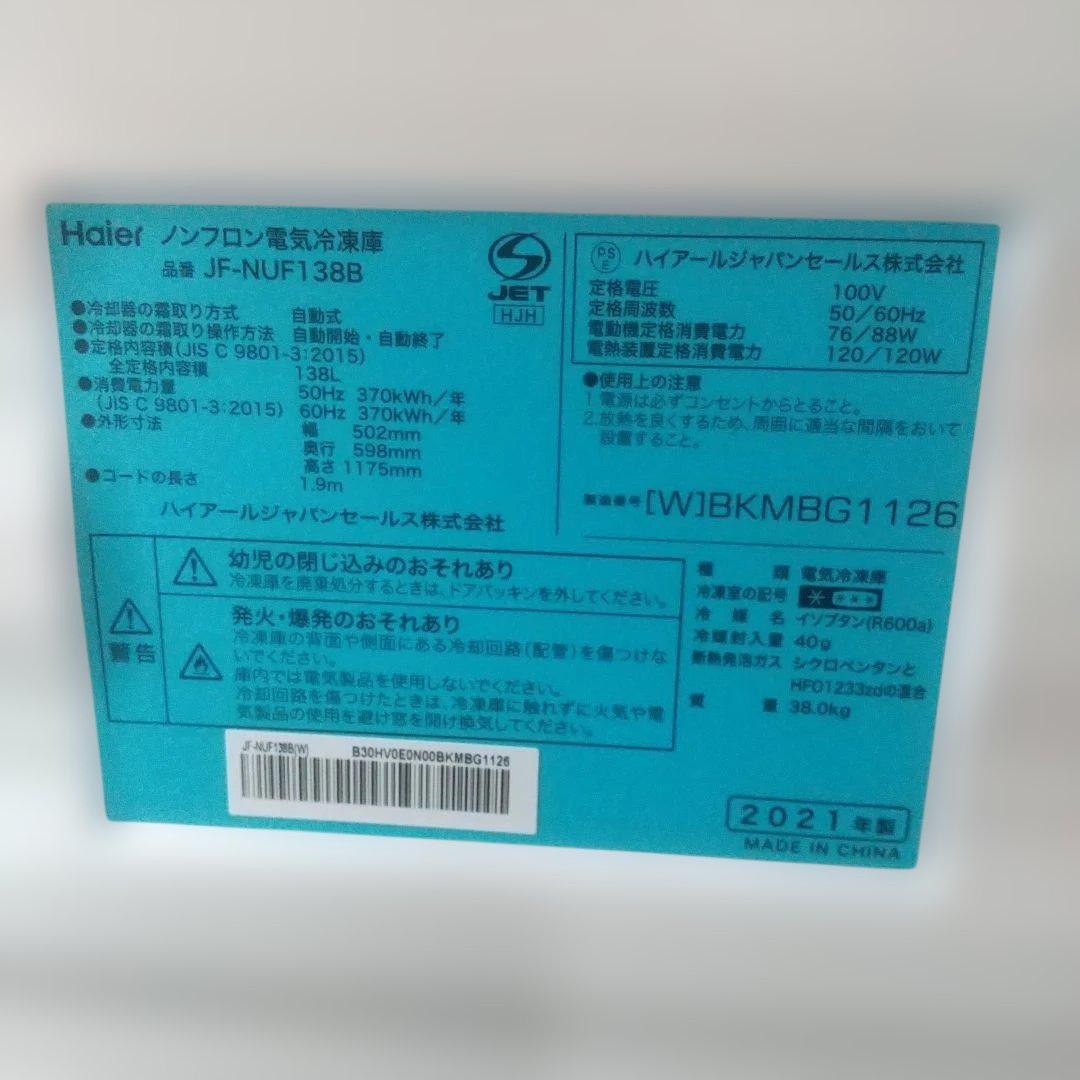 Haier ノンフロン電気冷凍庫
品番 JF-NUF138B
●冷却器の霜取り方式 自動式
●冷却器の霜取り操作方法 自動開始・自動終了
●定格内容積(JIS C 9801-3:2015)
全定格内容積 138L
●消費電力量 50Hz 370kWh/年
(JIS C 9801-3:2015) 60Hz 370kWh/年
●外形寸法 幅 502mm
奥行 598mm
高さ 1175mm
●コードの長さ 1.9m
ハイアールジャパンセールス株式会社
S
JET
HJH
PSE ハイアールジャパンセールス株式会社
定格電圧 100V
定格周波数 50/60Hz
電動機定格消費電力 76/88W
電熱装置定格消費電力 120/120W
●使用上の注意
1.電源は必ずコンセントからとること。
2.放熱を良くするため、周囲に適当な間隔をおいて
設置すること。
製造番号 [W]BKMBG1126
警告
幼児の閉じ込みのおそれあり
冷凍庫を廃棄処分するときは、ドアパッキンを外してください。
発火・爆発のおそれあり
冷凍庫の背面や側面にある冷却回路(配管)を傷つけな
いでください。
庫内では電気製品を使用しないでください。
冷却回路を傷つけたときは、冷凍庫に触れずに火気や電
気製品の使用を避け窓を開け換気してください。
種類 電気冷凍庫
冷凍室の記号 * ***
冷媒名 イソブタン(R600a)
冷媒封入量 40g
断熱発泡ガス シクロペンタンと
HFO1233zdの混合
質量 38.0kg
JF-NUF138B(W) B30HV0E0N00BKMBG1126
2021年製
MADE IN CHINA